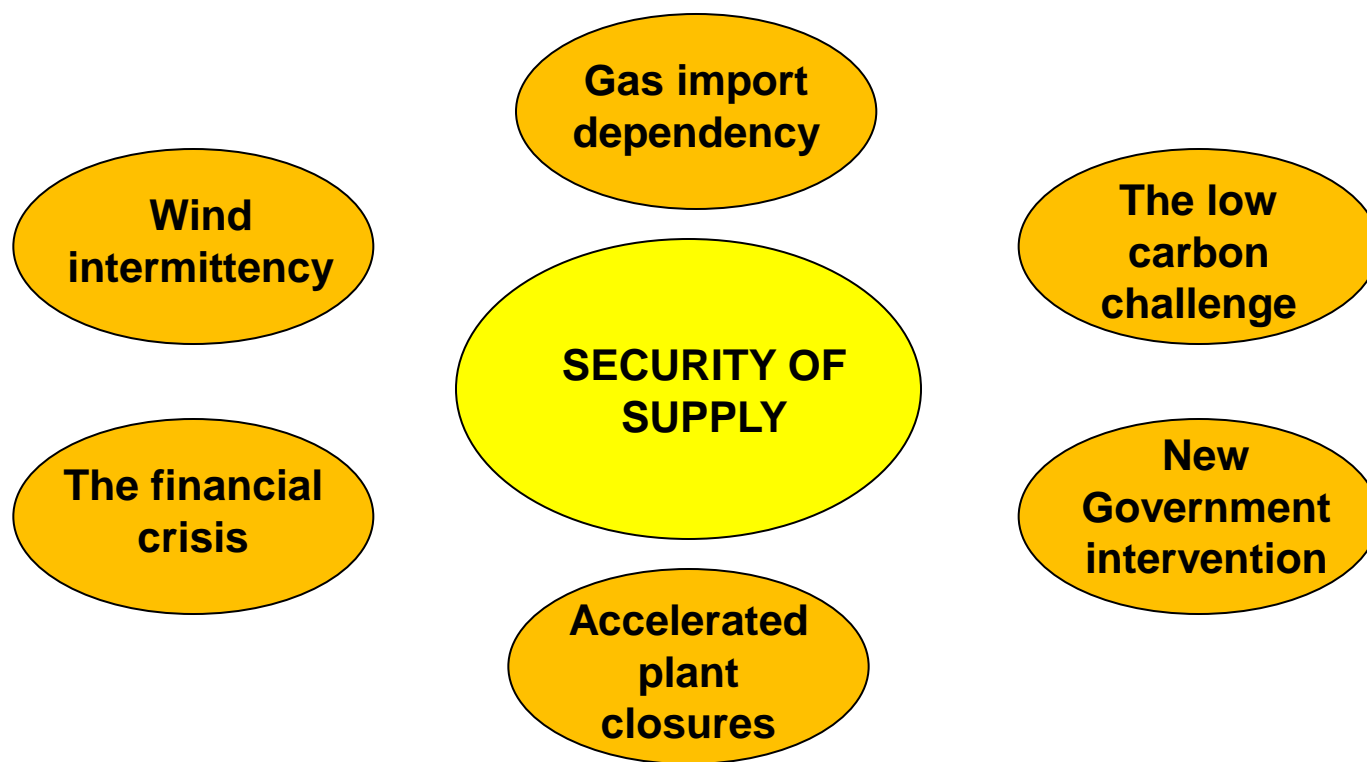 Gas import
dependency
Wind
intermittency
The low
carbon
challenge
SECURITY OF
SUPPLY
The financial
crisis
New
Government
intervention
Accelerated
plant
closures